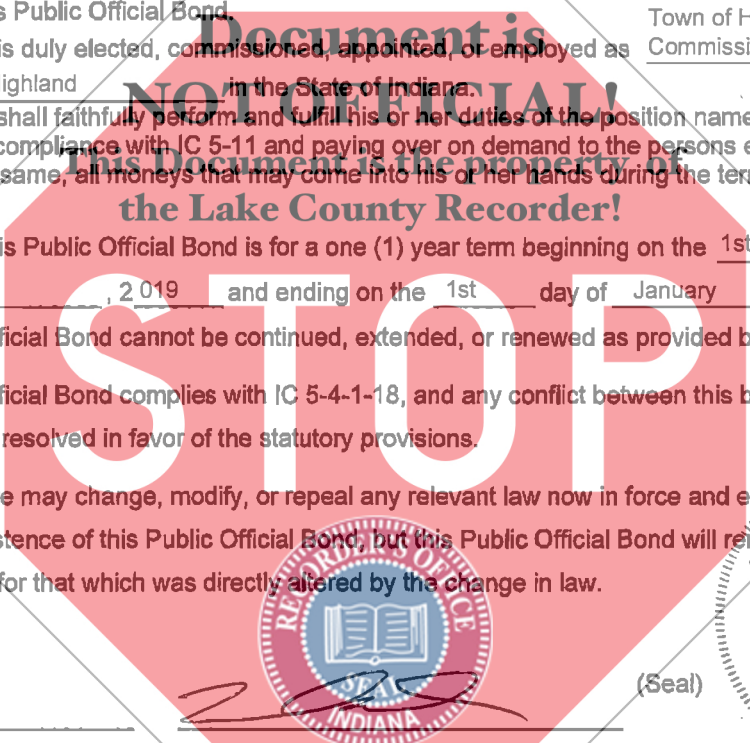 s Public Official Bond.
Town of H
is duly elected, commissioned, appointed, or employed as Commissi
Highland in the State of Indiana.
shall faithfully perform and fulfill his or her duties of the position name
compliance with IC 5-11 and paying over on demand to the persons e
same, all moneys that may come into his or her hands during the ter
Document is
NOT OFFICIAL!
This Document is the property of
the Lake County Recorder!
is Public Official Bond is for a one (1) year term beginning on the 1st
, 2 019 and ending on the 1st day of January
STOP
ficial Bond cannot be continued, extended, or renewed as provided b
ficial Bond complies with IC 5-4-1-18, and any conflict between this b
resolved in favor of the statutory provisions.
e may change, modify, or repeal any relevant law now in force and e
stence of this Public Official Bond, but this Public Official Bond will re
for that which was directly altered by the change in law.
RECORDER'S OFFICE
SEAL
INDIANA
(Seal)